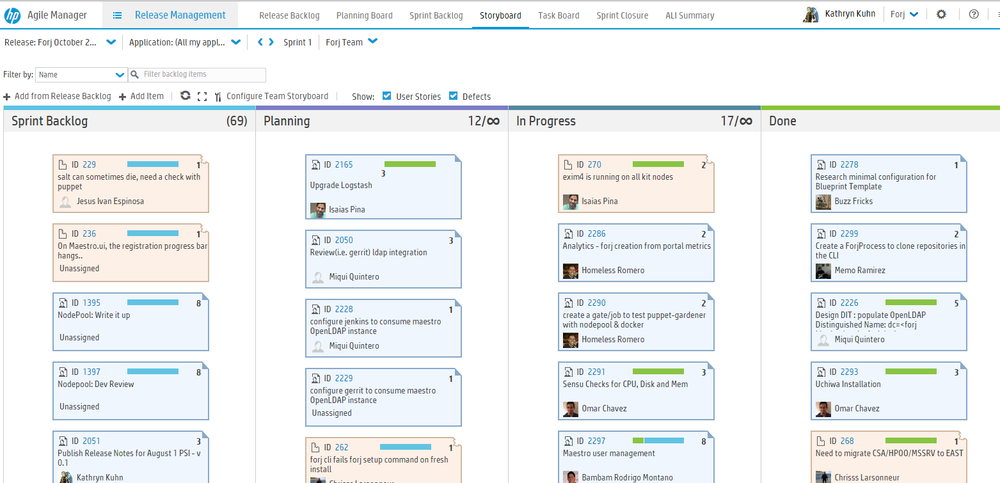 hp Agile Manager Release Management Release Backlog Planning Board Sprint Backlog Storyboard Task Board Sprint Closure ALI Summary Kathryn Kuhn Forj
Release: Forj October 2... Application: (All my appl... Sprint 1 Forj Team
Filter by: Name Filter backlog items
Add from Release Backlog Add Item Configure Team Storyboard Show: User Stories Defects
Sprint Backlog (69)
ID 229 1
salt can sometimes die, need a check with
puppet
Jesus Ivan Espinosa
ID 236 1
On Maestro.ui, the registration progress bar
hangs..
Unassigned
ID 1395 8
NodePool: Write it up
Unassigned
ID 1397 8
Nodepool: Dev Review
Unassigned
ID 2051 3
Publish Release Notes for August 1 PSI - v
0.1
Kathryn Kuhn
Planning 12/∞
ID 2165
3
Upgrade Logstash
Isaias Pina
ID 2050 3
Review(i.e. gerrit) ldap integration
Miqui Quintero
ID 2228 1
configure jenkins to consume maestro
OpenLDAP instance
Miqui Quintero
ID 2229 1
configure gerrit to consume maestro
OpenLDAP instance
Unassigned
ID 262 1
forj cli fails forj setup command on fresh
install
Chrisss Larsonneur
In Progress 17/∞
ID 270 2
exim4 is running on all kit nodes
Isaias Pina
ID 2286 2
Analytics - forj creation from portal metrics
Homeless Romero
ID 2290 2
create a gate/job to test puppet-gardener
with nodepool & docker
Homeless Romero
ID 2291 3
Sensu Checks for CPU, Disk and Mem
Omar Chavez
ID 2297 8
Maestro user management
Bambam Rodrigo Montano
Done
ID 2278 1
Research minimal configuration for
Blueprint Template
Buzz Fricks
ID 2299 2
Create a ForjProcess to clone repositories in
the CLI
Memo Ramirez
ID 2226 5
Design DIT : populate OpenLDAP
Distinguished Name: dc=<forj
Miqui Quintero
ID 2293 3
Uchiwa Installation
Omar Chavez
ID 268 1
Need to migrate CSA/HPOO/MSSRV to EAST
Chrisss Larsonneur